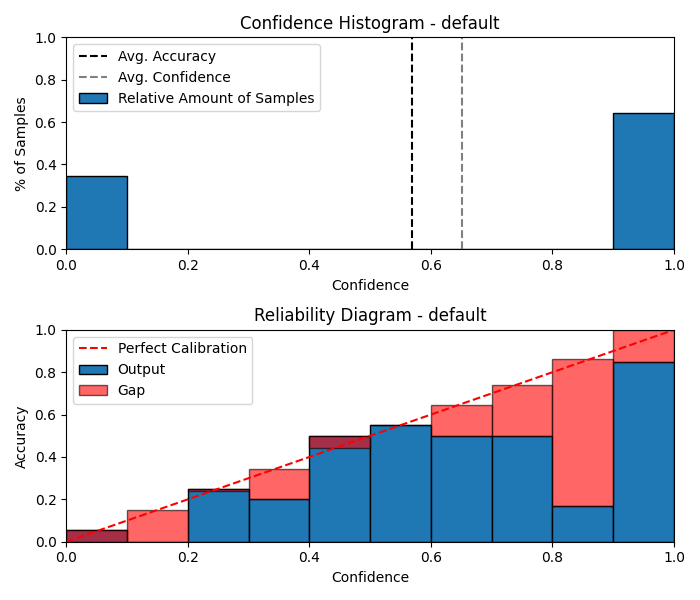 Confidence Histogram - default
1.0
0.8
0.6
0.4
0.2
0.0
% of Samples
Avg. Accuracy
Avg. Confidence
Relative Amount of Samples
0.0 0.2 0.4 0.6 0.8 1.0
Confidence
Reliability Diagram - default
1.0
0.8
0.6
0.4
0.2
0.0
Accuracy
Perfect Calibration
Output
Gap
0.0 0.2 0.4 0.6 0.8 1.0
Confidence